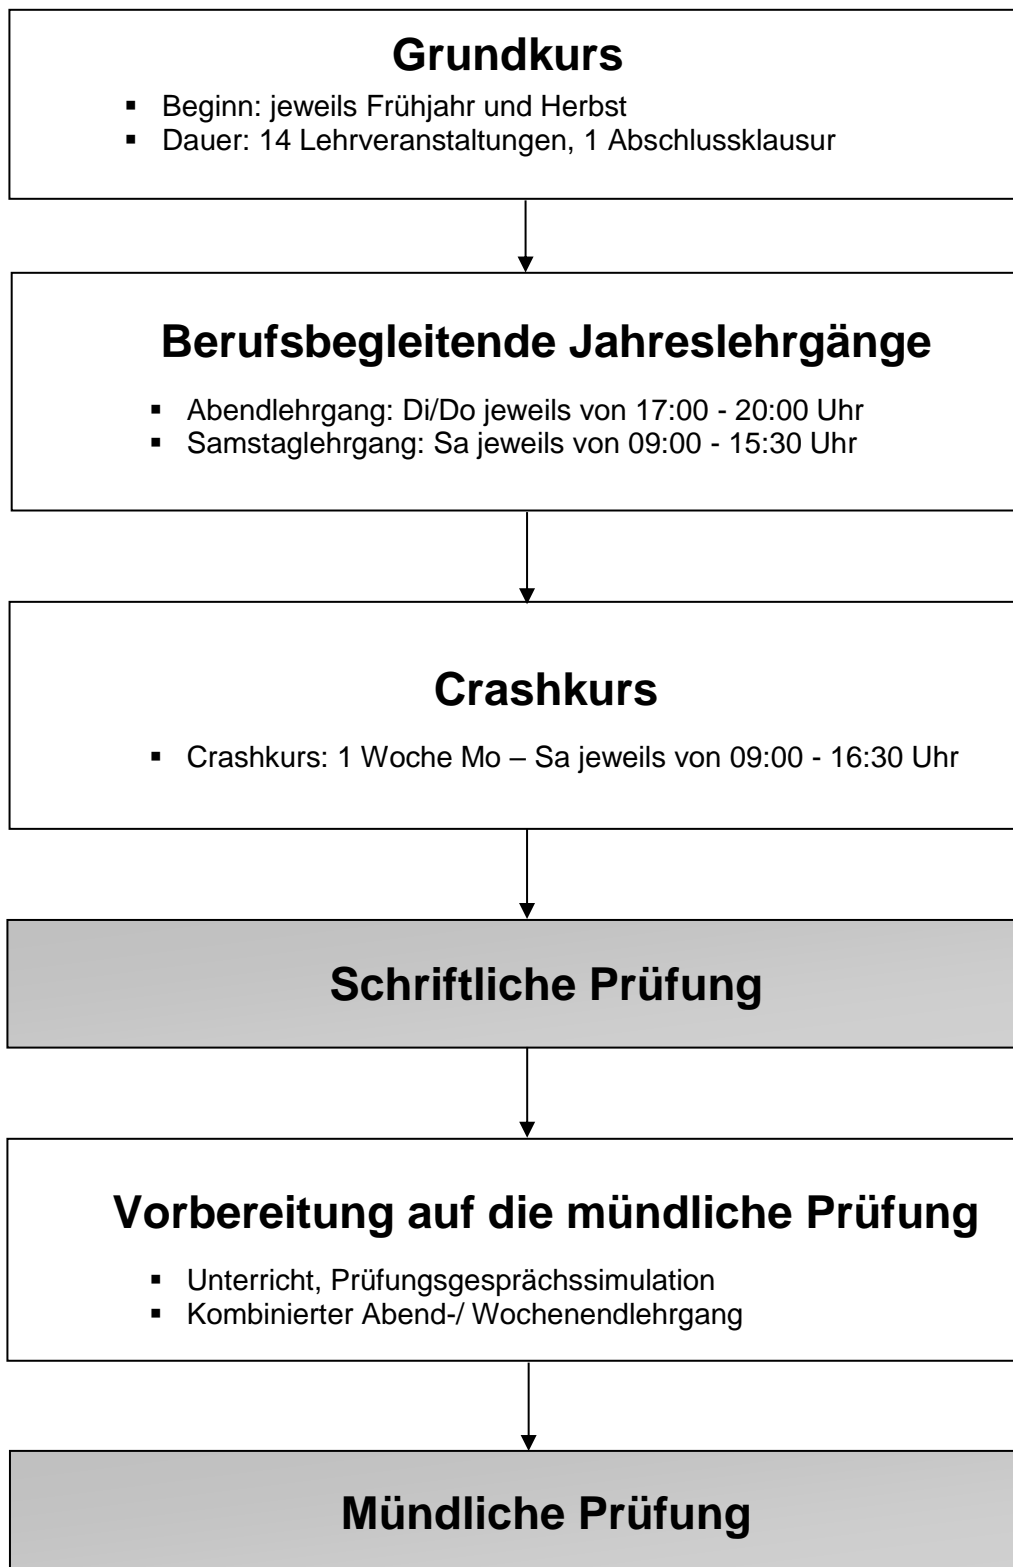 Grundkurs
▪ Beginn: jeweils Frühjahr und Herbst
▪ Dauer: 14 Lehrveranstaltungen, 1 Abschlussklausur
Berufsbegleitende Jahreslehrgänge
▪ Abendlehrgang: Di/Do jeweils von 17:00 - 20:00 Uhr
▪ Samstaglehrgang: Sa jeweils von 09:00 - 15:30 Uhr
Crashkurs
▪ Crashkurs: 1 Woche Mo – Sa jeweils von 09:00 - 16:30 Uhr
Schriftliche Prüfung
Vorbereitung auf die mündliche Prüfung
▪ Unterricht, Prüfungsgesprächssimulation
▪ Kombinierter Abend-/ Wochenendlehrgang
Mündliche Prüfung